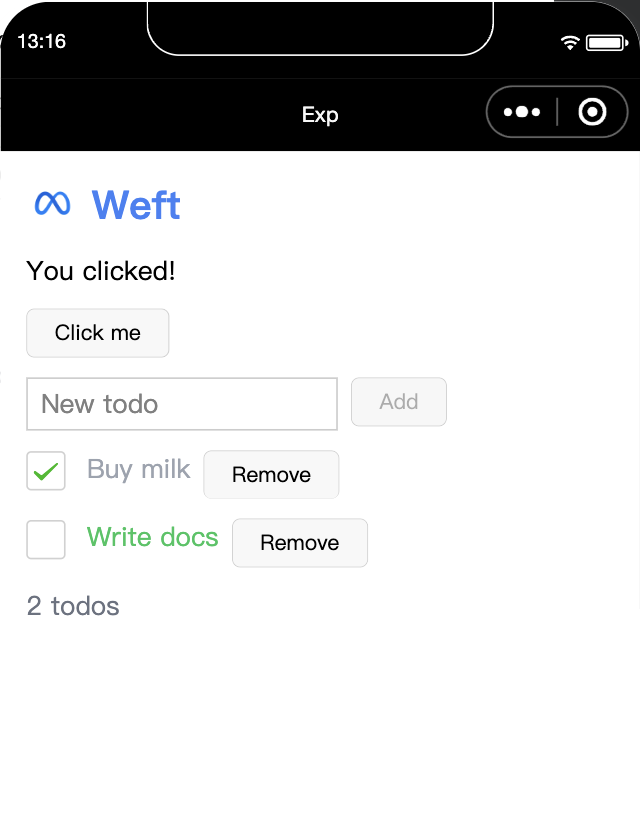 13:16
Exp
Weft
You clicked!
Click me
New todo Add
Buy milk Remove
Write docs Remove
2 todos